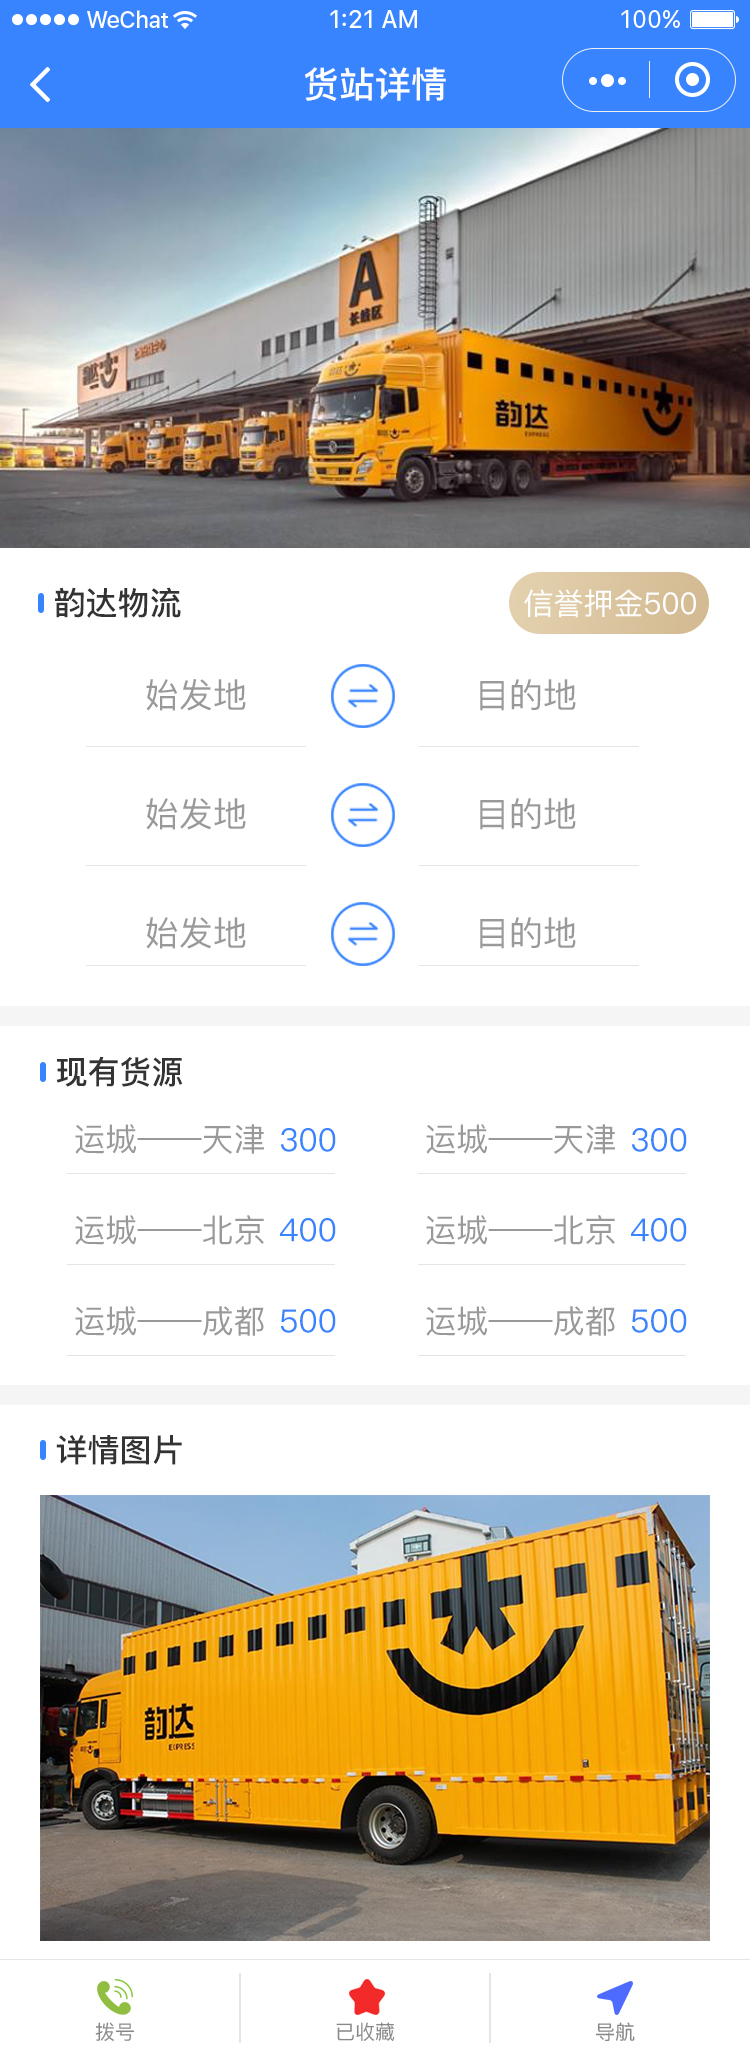 WeChat 1:21 AM 100%
货站详情
A
韵达
韵达
EXPRESS
韵达物流 信誉押金500
始发地 目的地
始发地 目的地
始发地 目的地
现有货源
运城——天津 300 运城——天津 300
运城——北京 400 运城——北京 400
运城——成都 500 运城——成都 500
详情图片
韵达
EXPRESS
拨号 已收藏 导航